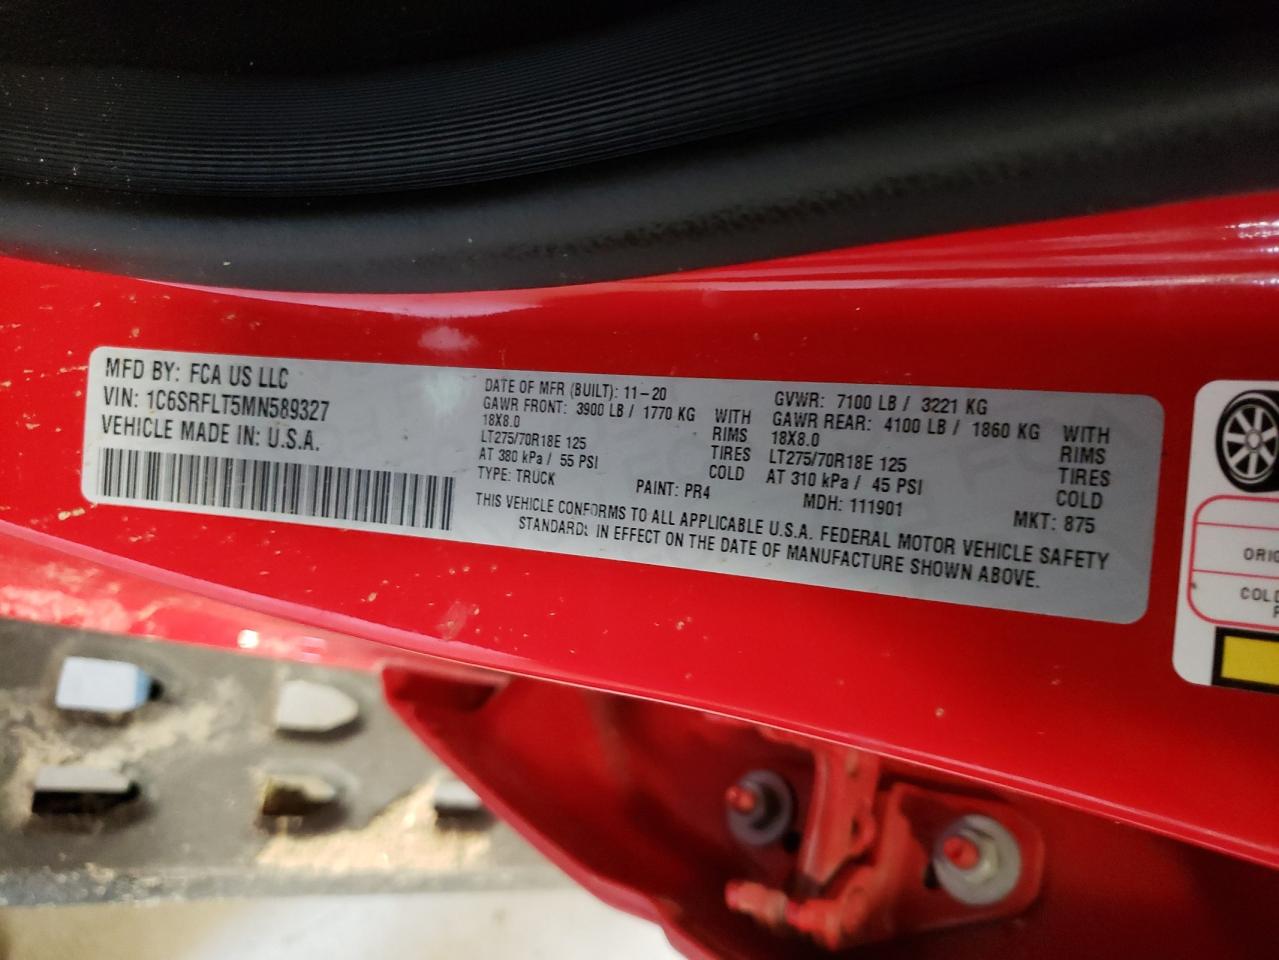 MFD BY: FCA US LLC
VIN: 1C6SRFLT5MN589327
VEHICLE MADE IN: U.S.A.
DATE OF MFR (BUILT): 11-20
GAWR FRONT: 3900 LB / 1770 KG WITH
18X8.0 RIMS
LT275/70R18E 125 TIRES
AT 380 kPa / 55 PSI COLD
TYPE: TRUCK PAINT: PR4
GVWR: 7100 LB / 3221 KG
GAWR REAR: 4100 LB / 1860 KG WITH
18X8.0 RIMS
LT275/70R18E 125 TIRES
AT 310 kPa / 45 PSI COLD
MDH: 111901 MKT: 875
THIS VEHICLE CONFORMS TO ALL APPLICABLE U.S.A. FEDERAL MOTOR VEHICLE SAFETY
STANDARDS IN EFFECT ON THE DATE OF MANUFACTURE SHOWN ABOVE.
ORIG
COLD